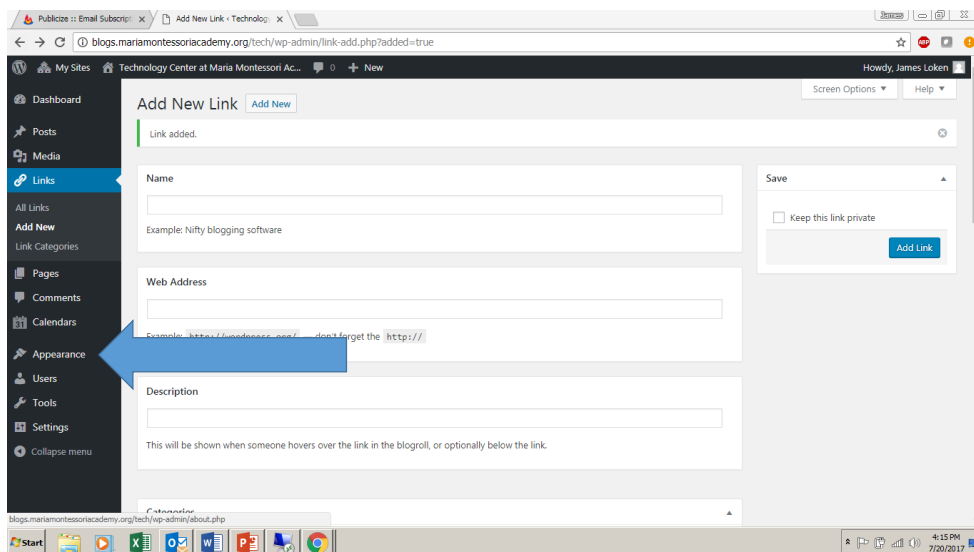 Publicize :: Email Subscript
Add New Link ‹ Technolog
James
blogs.mariamontessoriacademy.org/tech/wp-admin/link-add.php?added=true
ABP
My Sites Technology Center at Maria Montessori Ac... 0 + New Howdy, James Loken
Screen Options Help
Dashboard
Posts
Media
Links
All Links
Add New
Link Categories
Pages
Comments
Calendars
Appearance
Users
Tools
Settings
Collapse menu
Add New Link Add New
Link added.
Name
Example: Nifty blogging software
Web Address
Example: http://wordpress.org/ — don't forget the http://
Description
This will be shown when someone hovers over the link in the blogroll, or optionally below the link.
Categories
Save
Keep this link private
Add Link
blogs.mariamontessoriacademy.org/tech/wp-admin/about.php
Start
4:15 PM
7/20/2017